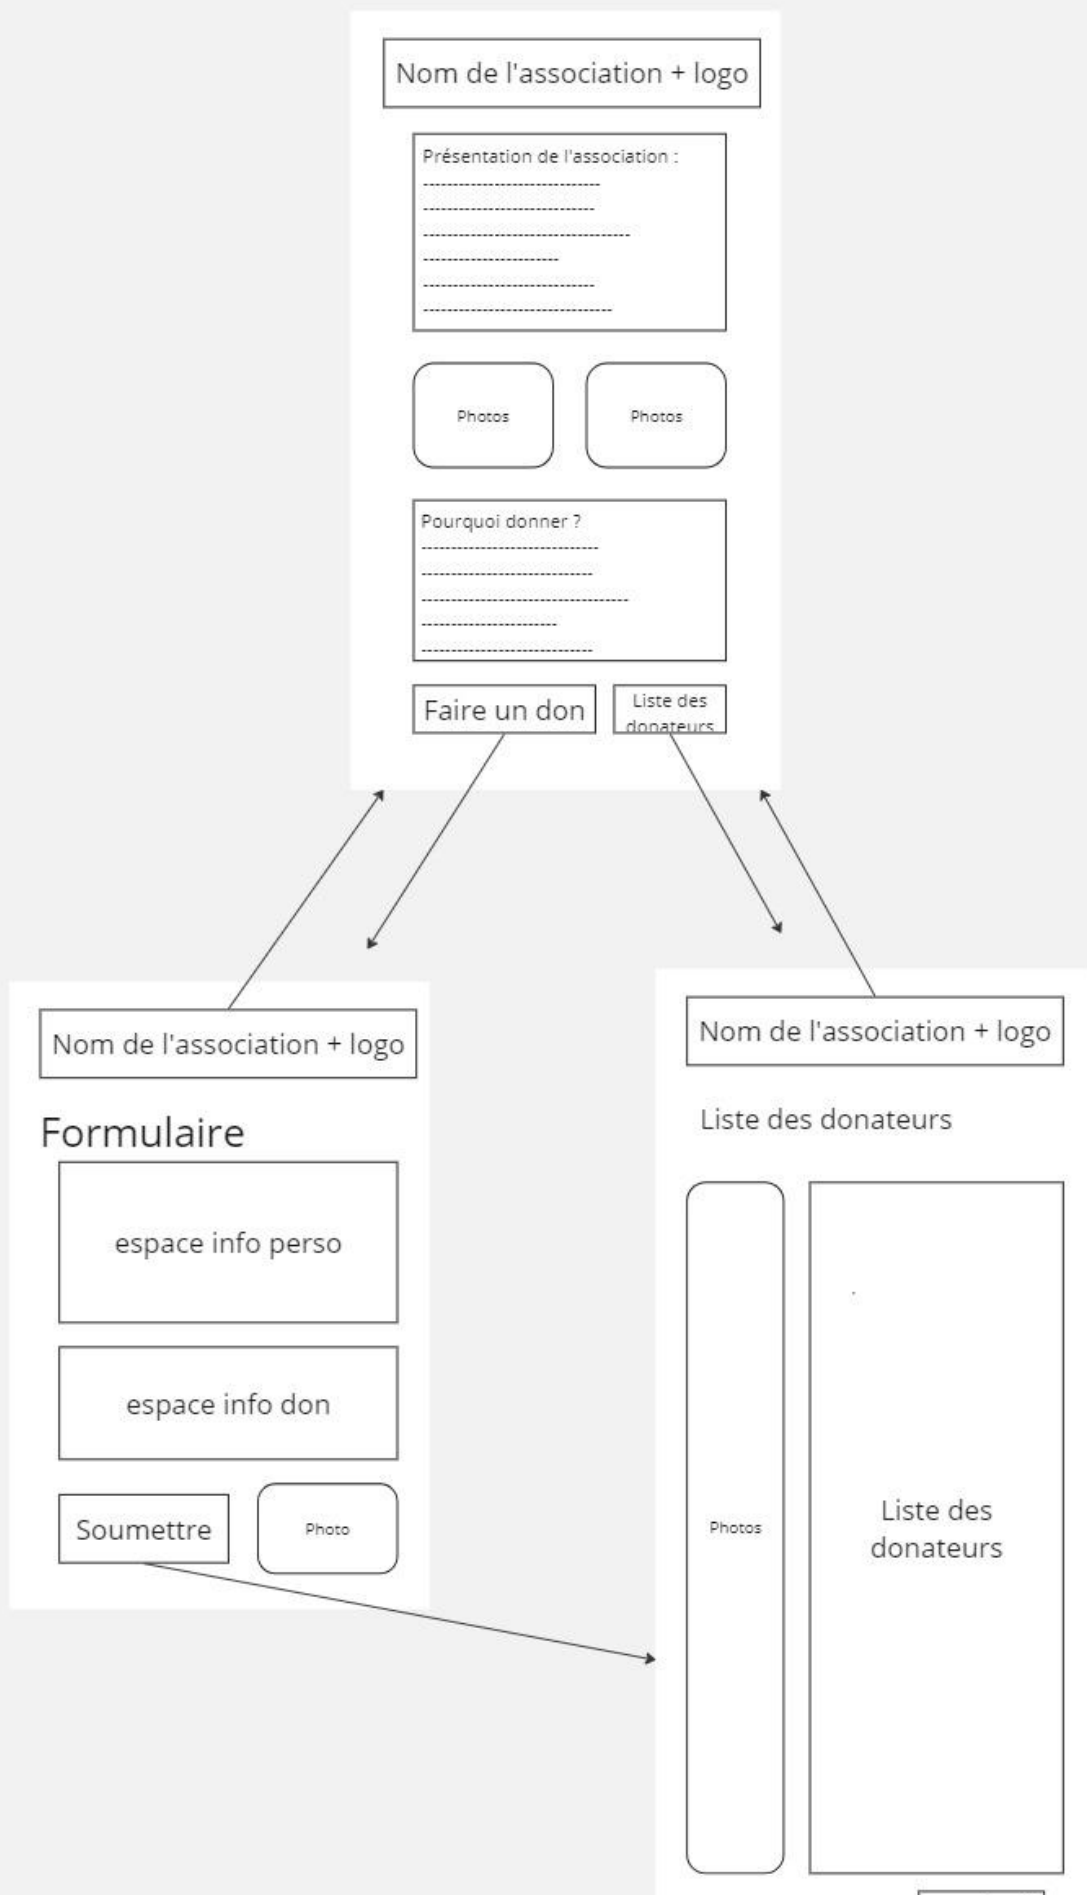 Nom de l'association + logo
Présentation de l'association :
------------------------------
-----------------------------
-----------------------------------
-----------------------
-----------------------------
--------------------------------
Photos
Photos
Pourquoi donner ?
------------------------------
-----------------------------
-----------------------------------
-----------------------
-----------------------------
Faire un don
Liste des
donateurs
Nom de l'association + logo
Formulaire
espace info perso
espace info don
Soumettre
Photo
Nom de l'association + logo
Liste des donateurs
Photos
Liste des
donateurs